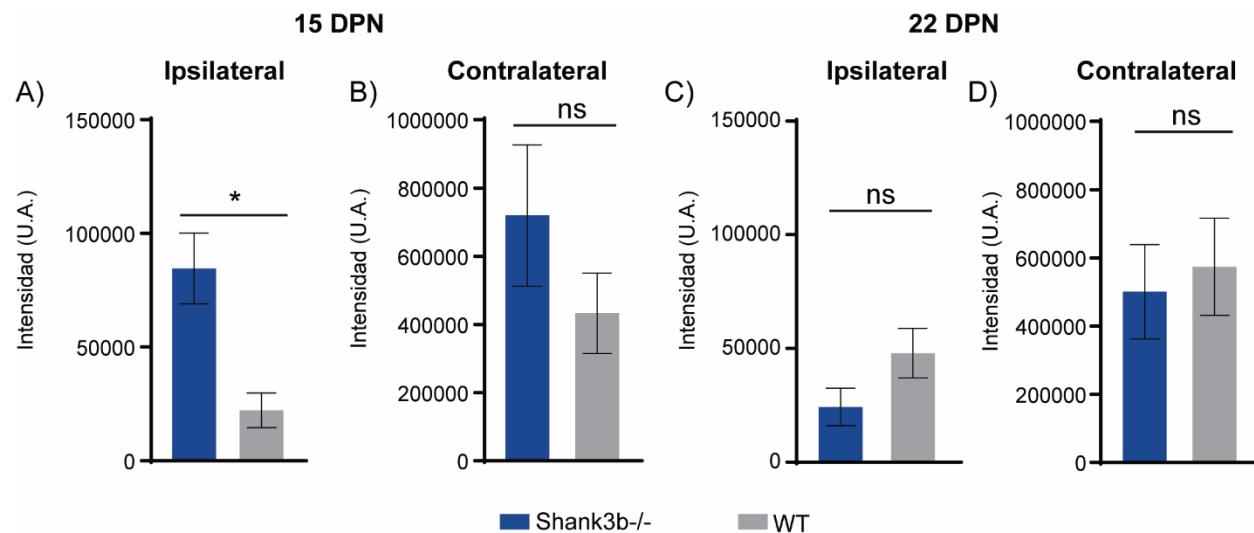 15 DPN
22 DPN
Ipsilateral
Contralateral
Ipsilateral
Contralateral
A)
150000
100000
50000
0
Intensidad (U.A.)
*
B)
1000000
800000
600000
400000
200000
0
Intensidad (U.A.)
ns
C)
150000
100000
50000
0
Intensidad (U.A.)
ns
D)
1000000
800000
600000
400000
200000
0
Intensidad (U.A.)
ns
Shank3b-/-
WT